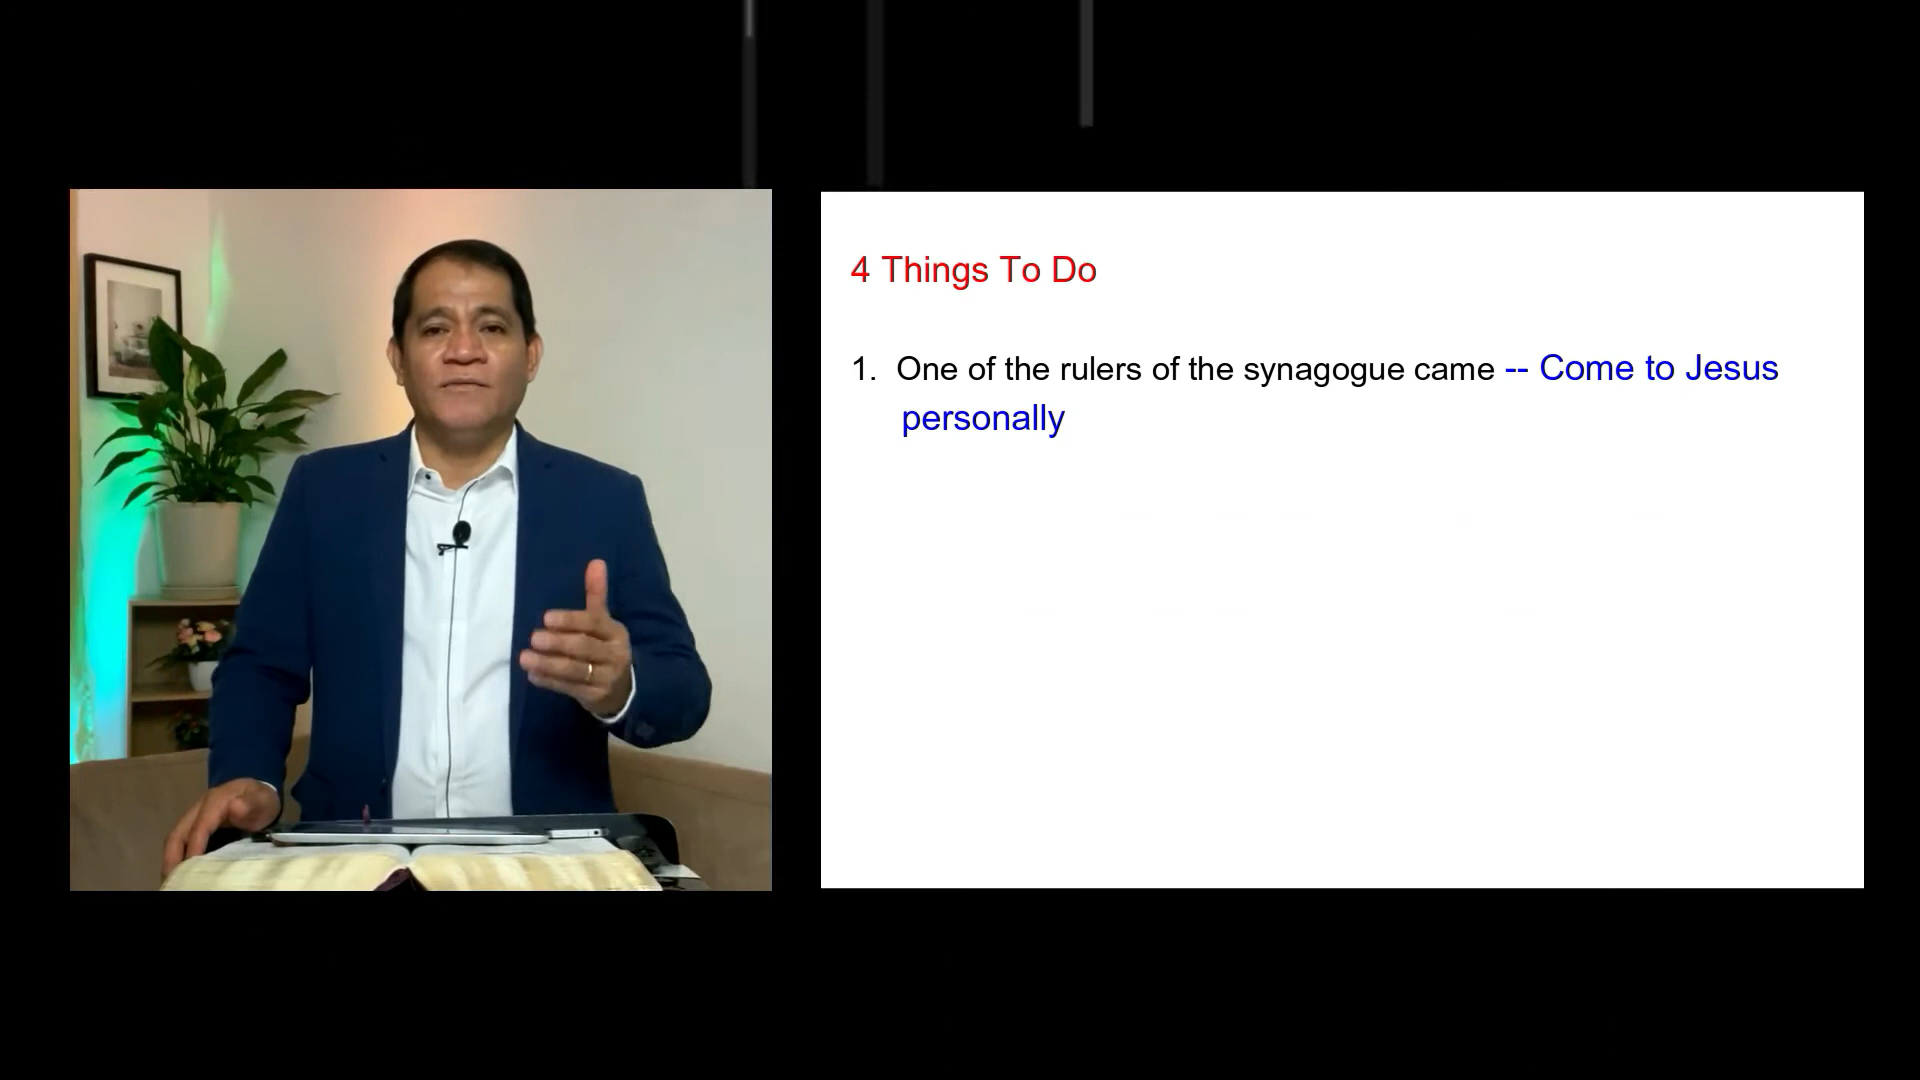 4 Things To Do
1. One of the rulers of the synagogue came -- Come to Jesus
personally